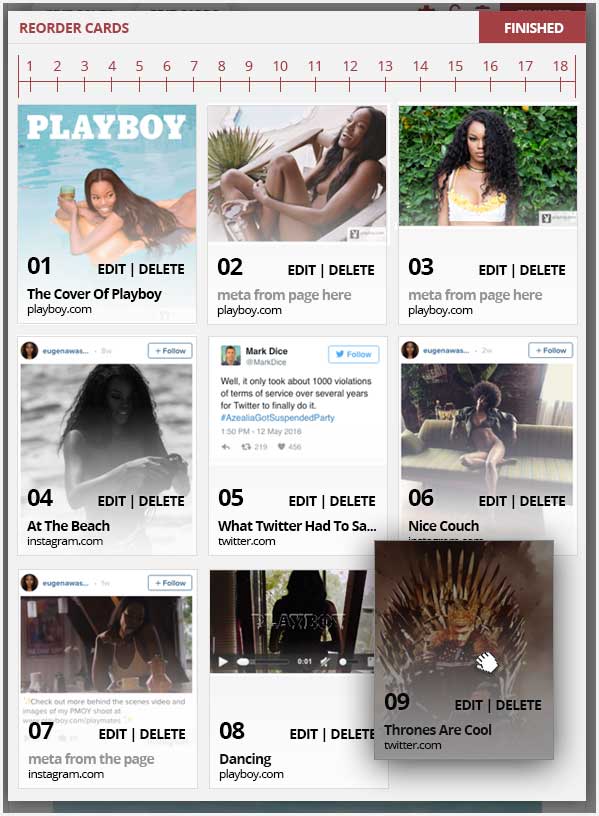 REORDER CARDS
FINISHED
1 2 3 4 5 6 7 8 9 10 11 12 13 14 15 16 17 18
PLAYBOY
01 EDIT | DELETE
The Cover Of Playboy
playboy.com
playboy.com
02 EDIT | DELETE
meta from page here
playboy.com
playboy.com
03 EDIT | DELETE
meta from page here
playboy.com
eugenawas... • 8w + Follow
04 EDIT | DELETE
At The Beach
instagram.com
Mark Dice
@MarkDice
Follow
Well, it only took about 1000 violations
of terms of service over several years
for Twitter to finally do it.
#AzealiaGotSuspendedParty
1:50 PM - 12 May 2016
219 456
05 EDIT | DELETE
What Twitter Had To Sa...
twitter.com
eugenawas... • 2w + Follow
06 EDIT | DELETE
Nice Couch
instagram.com
eugenawas... • 1w + Follow
Check out more behind the scenes video and
images of my PMOY shoot at
www.playboy.com/playmates
07 EDIT | DELETE
meta from the page
instagram.com
PLAYBOY
0:01
08 EDIT | DELETE
Dancing
playboy.com
09 EDIT | DELETE
Thrones Are Cool
twitter.com